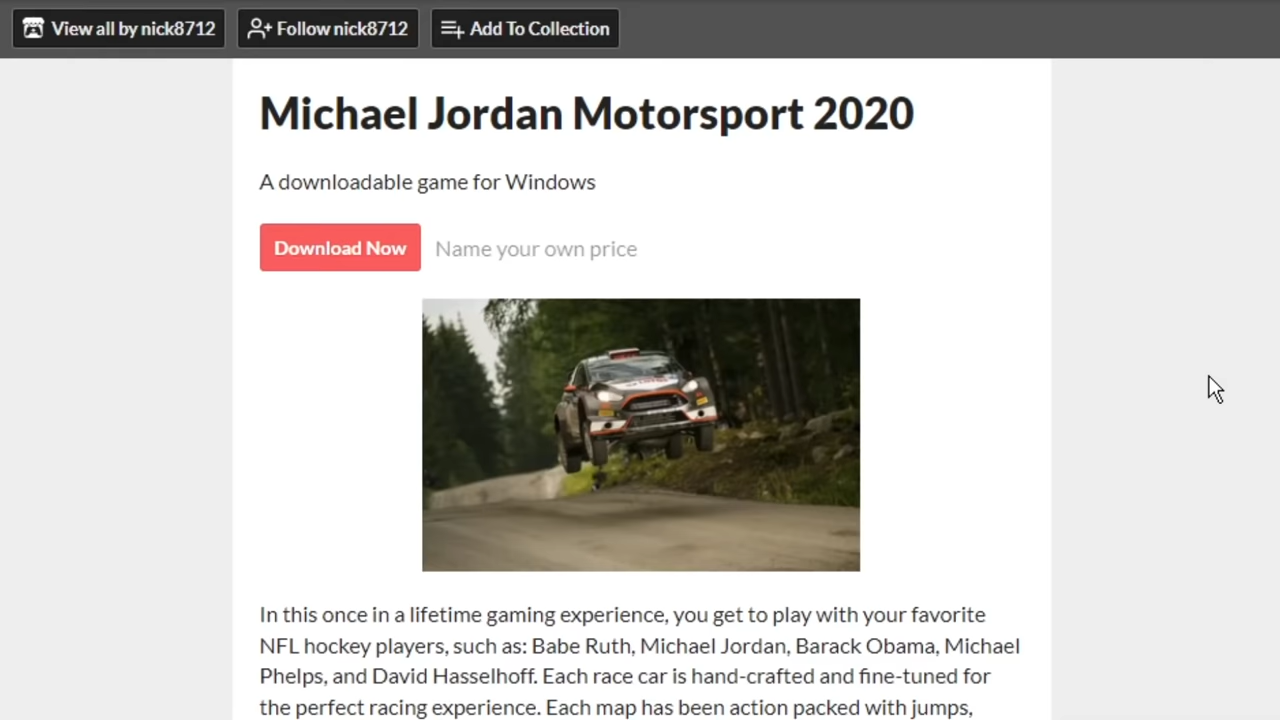 View all by nick8712 Follow nick8712 Add To Collection
Michael Jordan Motorsport 2020
A downloadable game for Windows
Download Now Name your own price
In this once in a lifetime gaming experience, you get to play with your favorite
NFL hockey players, such as: Babe Ruth, Michael Jordan, Barack Obama, Michael
Phelps, and David Hasselhoff. Each race car is hand-crafted and fine-tuned for
the perfect racing experience. Each map has been action packed with jumps,